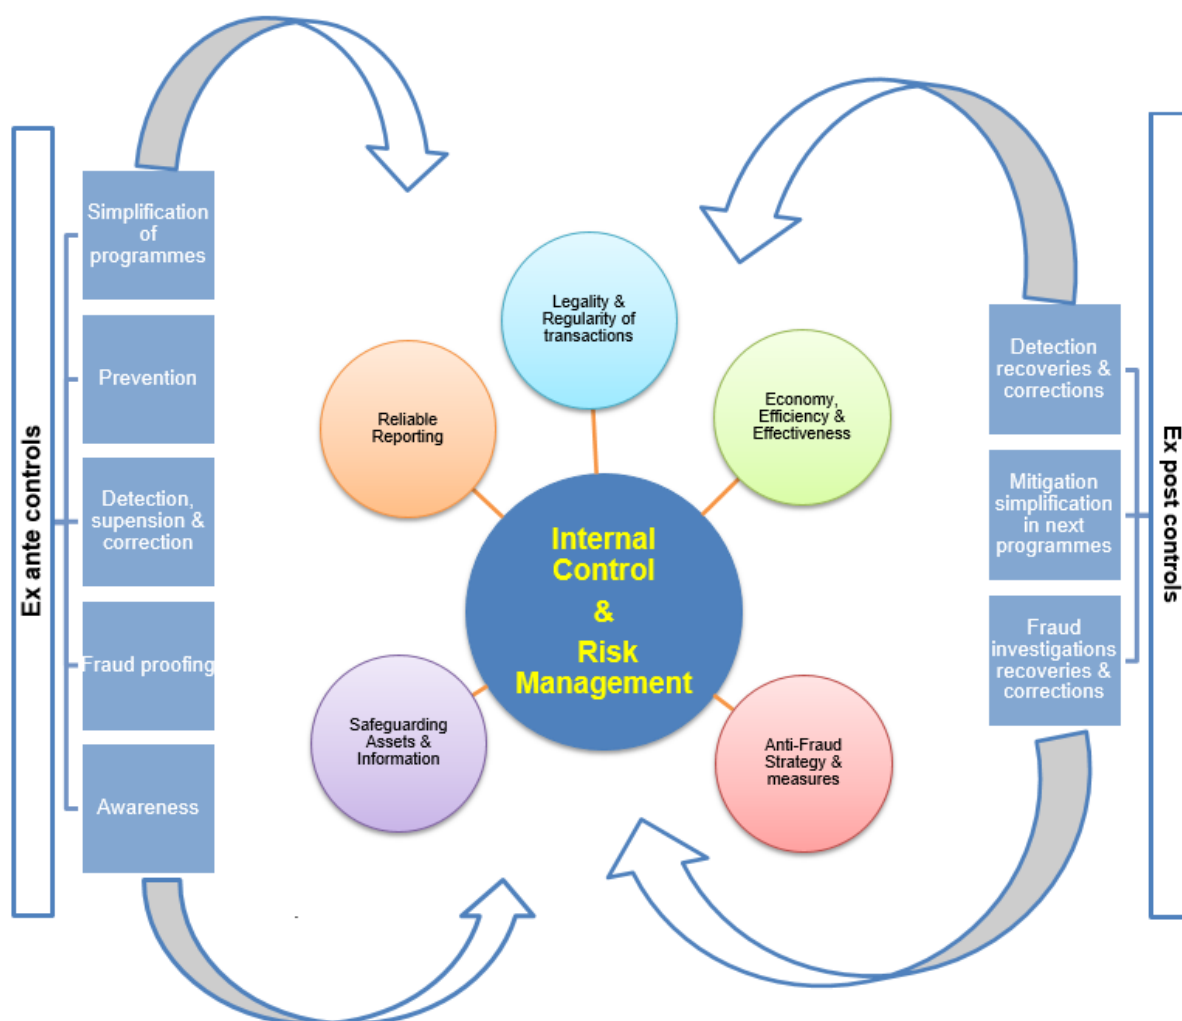 Ex ante controls
Simplification
of
programmes
Prevention
Detection,
supension &
correction
Fraud proofing
Awareness
Legality &
Regularity of
transactions
Reliable
Reporting
Economy,
Efficiency &
Effectiveness
Internal
Control
&
Risk
Management
Safeguarding
Assets &
Information
Anti-Fraud
Strategy &
measures
Detection
recoveries &
corrections
Mitigation
simplification
in next
programmes
Fraud
investigations
recoveries &
corrections
Ex post controls